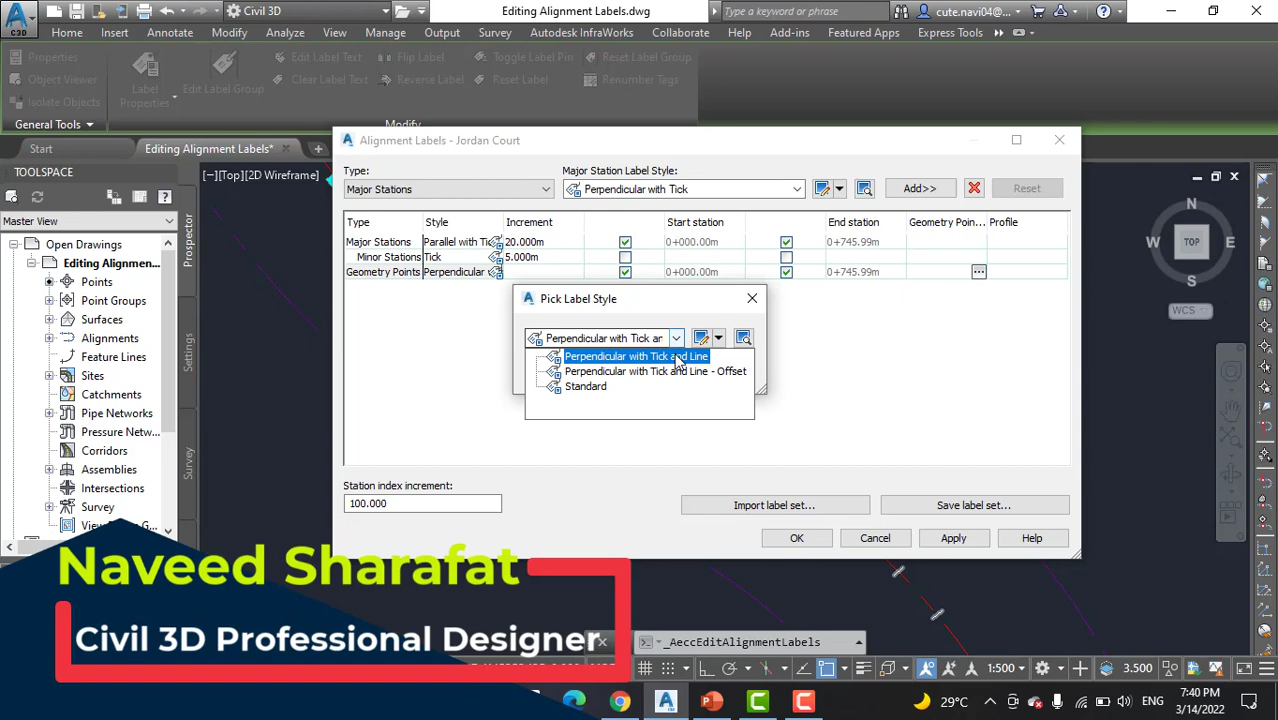 C3D
Civil 3D
Editing Alignment Labels.dwg
Type a keyword or phrase
cute.navi04@...
Home Insert Annotate Modify Analyze View Manage Output Survey Autodesk InfraWorks Collaborate Help Add-ins Featured Apps Express Tools
Properties
Object Viewer
Isolate Objects
Label
Properties
Edit Label Group
Edit Label Text
Clear Label Text
Flip Label
Reverse Label
Toggle Label Pin
Reset Label
Reset Label Group
Renumber Tags
General Tools
Modify
Start
Editing Alignment Labels*
TOOLSPACE
Master View
Open Drawings
Editing Alignm...
Points
Point Groups
Surfaces
Alignments
Feature Lines
Sites
Catchments
Pipe Networks
Pressure Netw...
Corridors
Assemblies
Intersections
Survey
Prospector
Settings
Survey
[–][Top][2D Wireframe]
N
W TOP E
S
WCS
Alignment Labels - Jordan Court
Type:
Major Stations
Major Station Label Style:
Perpendicular with Tick
Add>>
Reset
Type Style Increment Start station End station Geometry Poin... Profile
Major Stations Parallel with Tic 20.000m 0+000.00m 0+745.99m
Minor Stations Tick 5.000m
Geometry Points Perpendicular 0+000.00m 0+745.99m
Pick Label Style
Perpendicular with Tick ar
Perpendicular with Tick and Line
Perpendicular with Tick and Line - Offset
Standard
Station index increment:
100.000
Import label set...
Save label set...
OK
Cancel
Apply
Help
Naveed Sharafat
Civil 3D Professional Designer
_AeccEditAlignmentLabels
1:500
3.500
29°C
ENG
7:40 PM
3/14/2022